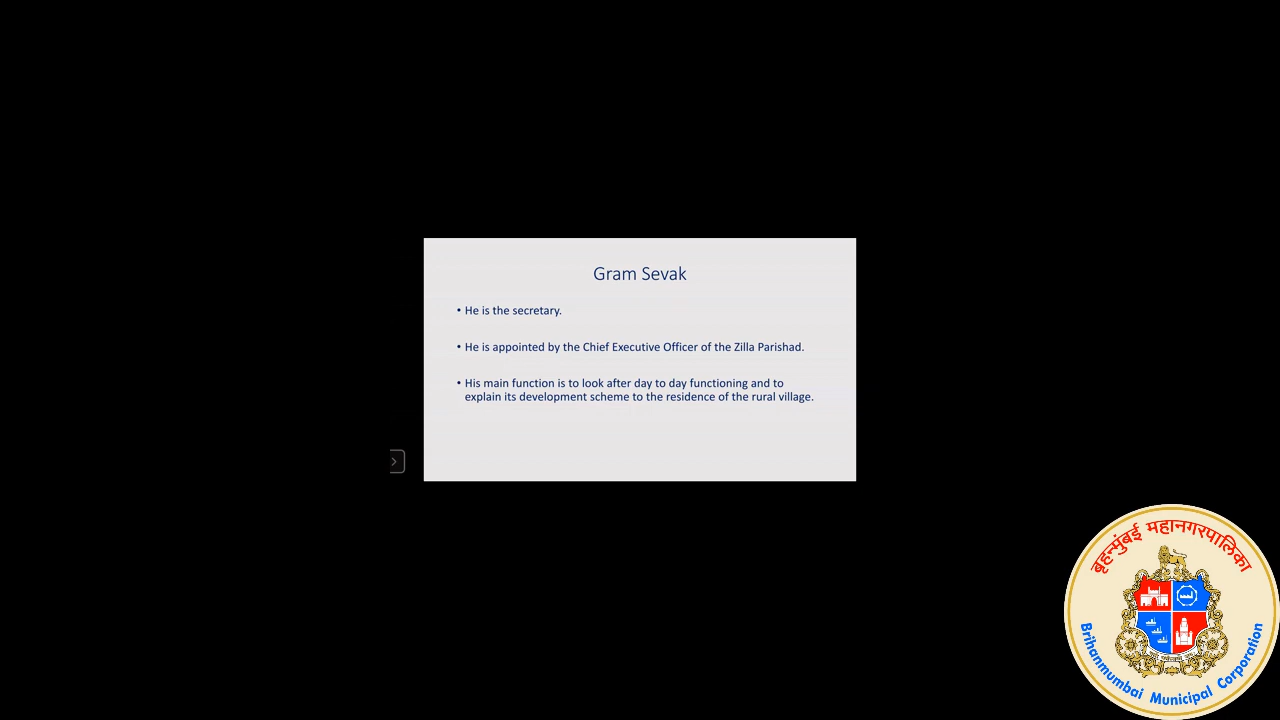 Gram Sevak
• He is the secretary.
• He is appointed by the Chief Executive Officer of the Zilla Parishad.
• His main function is to look after day to day functioning and to
explain its development scheme to the residence of the rural village.
बृहन्मुंबई महानगरपालिका
Brihanmumbai Municipal Corporation